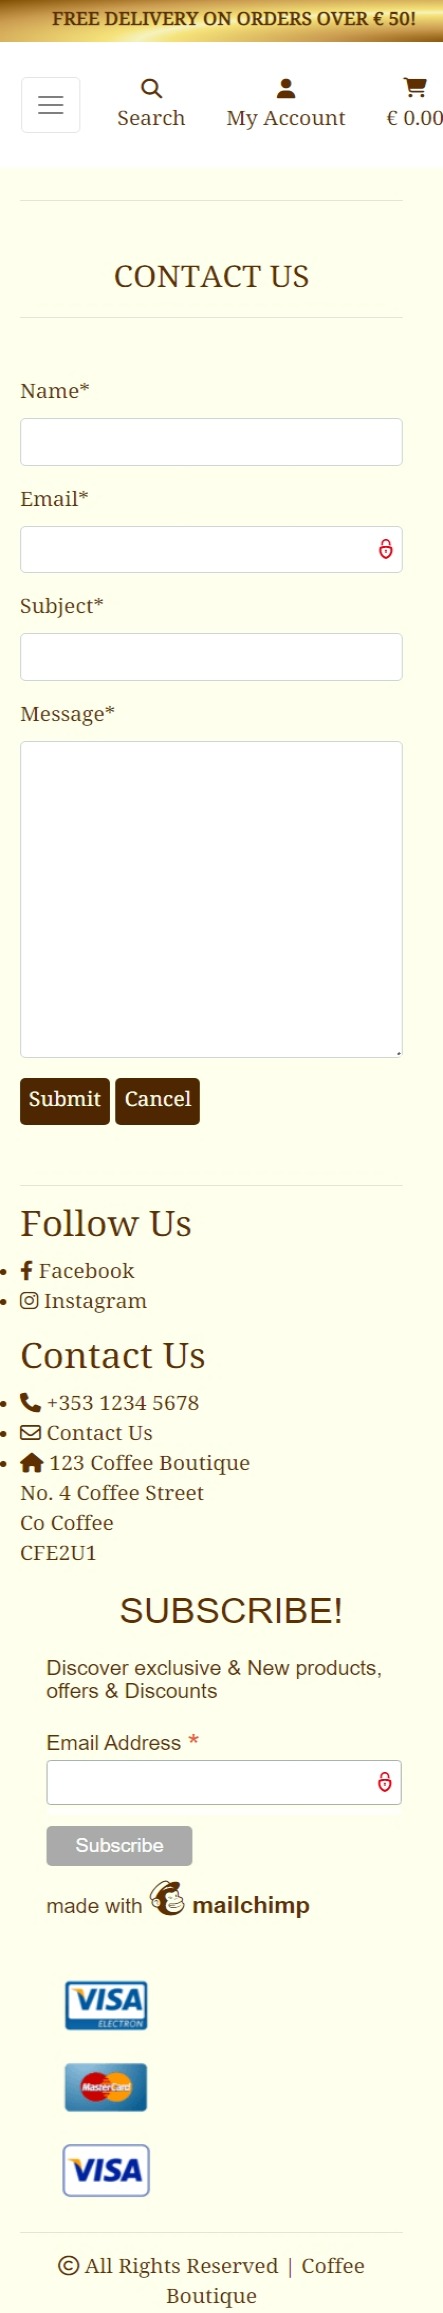 FREE DELIVERY ON ORDERS OVER € 50!
Search
My Account
€ 0.00
CONTACT US
Name*
Email*
Subject*
Message*
Submit
Cancel
Follow Us
Facebook
Instagram
Contact Us
+353 1234 5678
Contact Us
123 Coffee Boutique
No. 4 Coffee Street
Co Coffee
CFE2U1
SUBSCRIBE!
Discover exclusive & New products,
offers & Discounts
Email Address *
Subscribe
made with mailchimp
VISA
ELECTRON
MasterCard
VISA
© All Rights Reserved | Coffee
Boutique